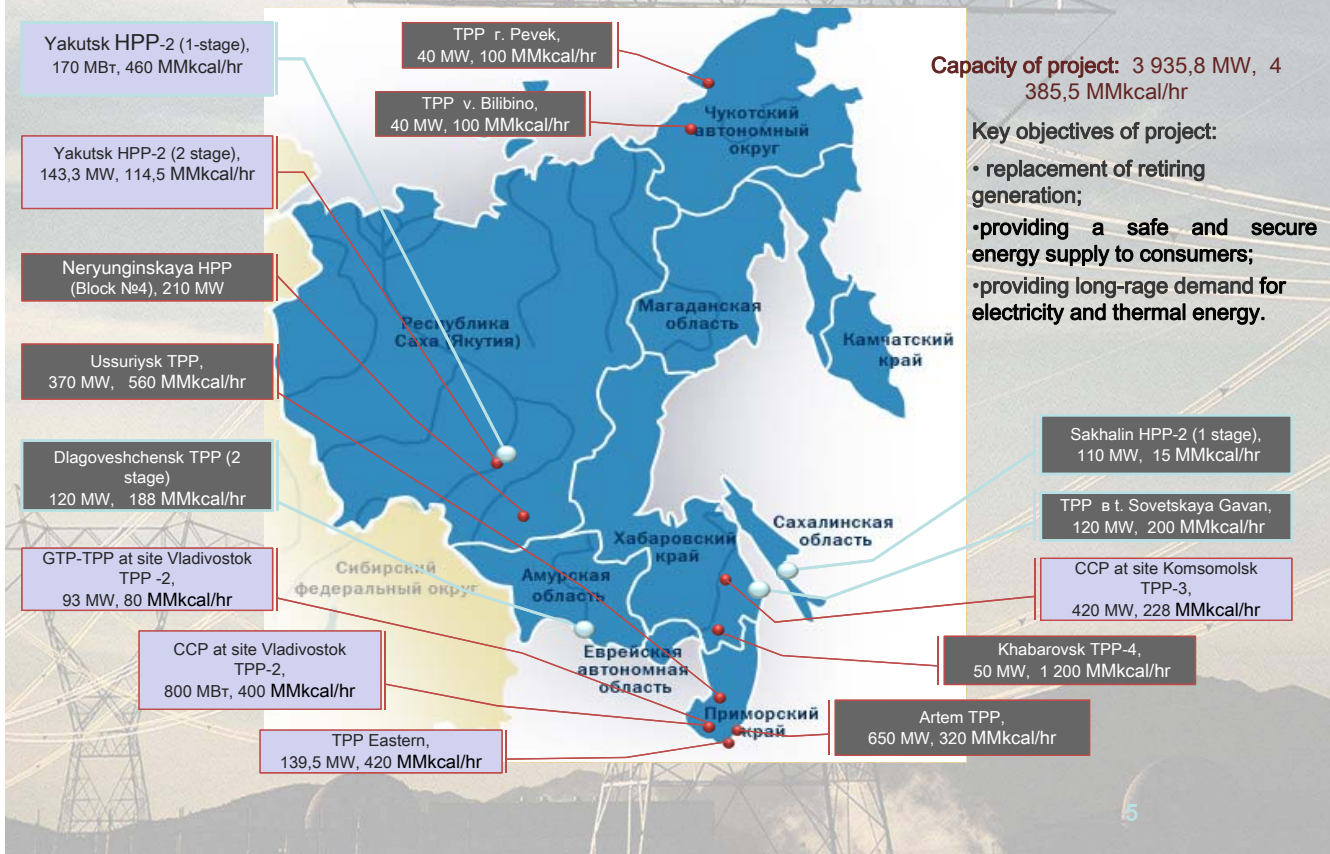 Yakutsk HPP-2 (1-stage),
170 МВт, 460 MMkcal/hr
Yakutsk HPP-2 (2 stage),
143,3 MW, 114,5 MMkcal/hr
Neryunginskaya HPP
(Block №4), 210 MW
Ussuriysk TPP,
370 MW, 560 MMkcal/hr
Dlagoveshchensk TPP (2
stage)
120 MW, 188 MMkcal/hr
GTP-TPP at site Vladivostok
TPP -2,
93 MW, 80 MMkcal/hr
CCP at site Vladivostok
TPP-2,
800 МВт, 400 MMkcal/hr
TPP Eastern,
139,5 MW, 420 MMkcal/hr
TPP г. Pevek,
40 MW, 100 MMkcal/hr
TPP v. Bilibino,
40 MW, 100 MMkcal/hr
Чукотский
автономный
округ
Магаданская
область
Камчатский
край
Республика
Саха (Якутия)
Сибирский
федеральный округ
Амурская
область
Хабаровский
край
Сахалинская
область
Еврейская
автономная
область
Приморский
край
Capacity of project: 3 935,8 MW, 4
385,5 MMkcal/hr
Key objectives of project:
• replacement of retiring
generation;
•providing a safe and secure
energy supply to consumers;
•providing long-rage demand for
electricity and thermal energy.
Sakhalin HPP-2 (1 stage),
110 MW, 15 MMkcal/hr
TPP в t. Sovetskaya Gavan,
120 MW, 200 MMkcal/hr
CCP at site Komsomolsk
TPP-3,
420 MW, 228 MMkcal/hr
Khabarovsk TPP-4,
50 MW, 1 200 MMkcal/hr
Artem TPP,
650 MW, 320 MMkcal/hr
5